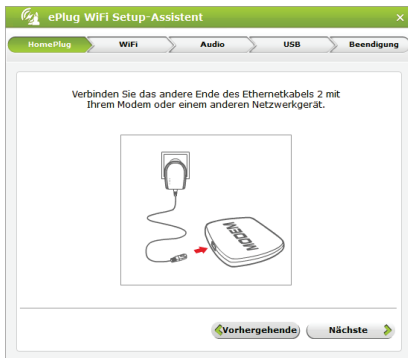 ePlug WiFi Setup-Assistent
HomePlug WiFi Audio USB Beendigung
Verbinden Sie das andere Ende des Ethernetkabels 2 mit
Ihrem Modem oder einem anderen Netzwerkgerät.
MODEM
Vorhergehende Nächste